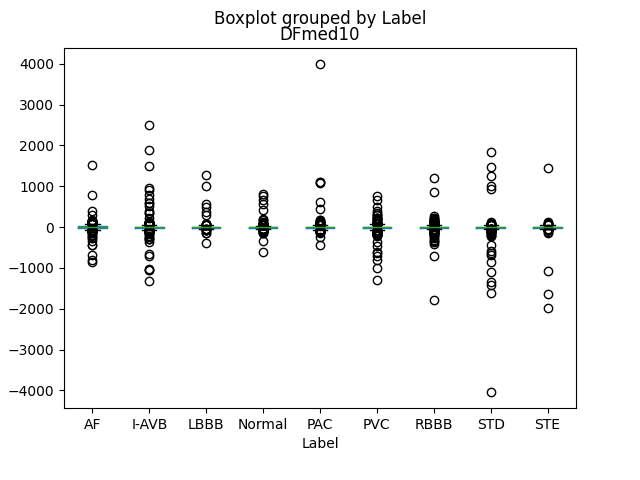 Boxplot grouped by Label
DFmed10
4000
3000
2000
1000
0
−1000
−2000
−3000
−4000
AF I-AVB LBBB Normal PAC PVC RBBB STD STE
Label